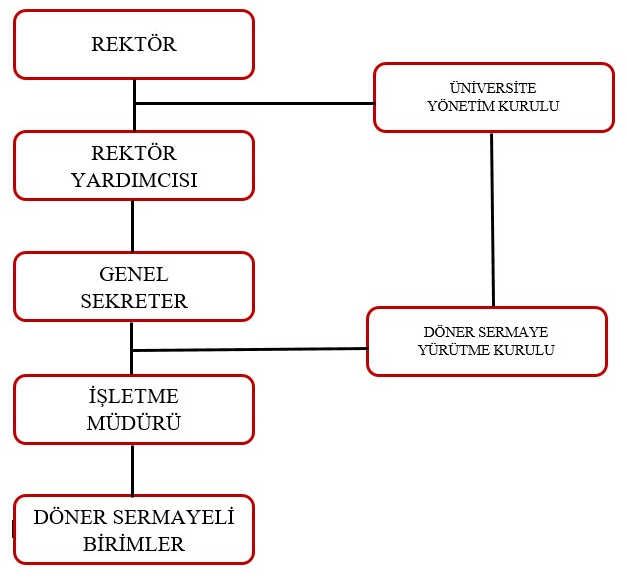 REKTÖR
ÜNİVERSİTE
YÖNETİM KURULU
REKTÖR
YARDIMCISI
GENEL
SEKRETER
DÖNER SERMAYE
YÜRÜTME KURULU
İŞLETME
MÜDÜRÜ
DÖNER SERMAYELİ
BİRİMLER